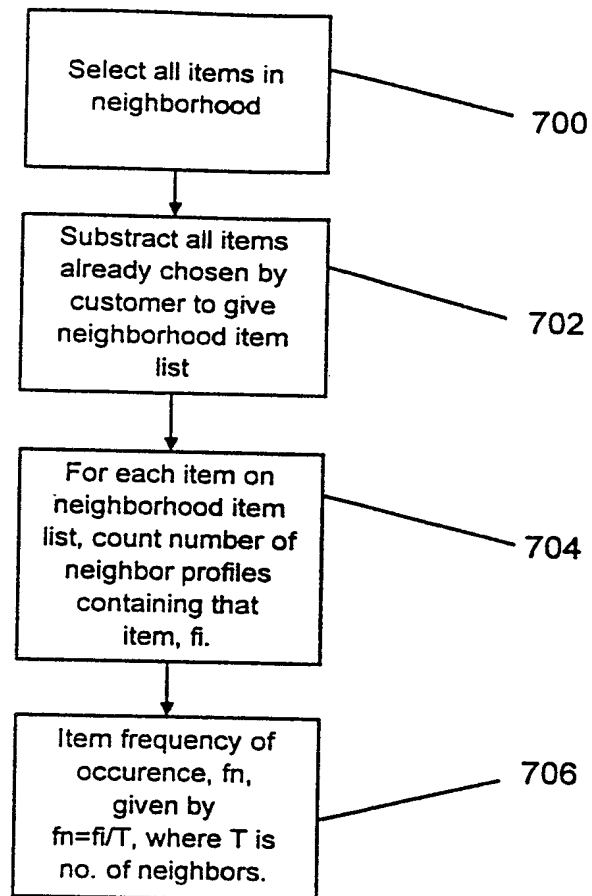 Select all items in
neighborhood
700
Substract all items
already chosen by
customer to give
neighborhood item
list
702
For each item on
neighborhood item
list, count number of
neighbor profiles
containing that
item, fi.
704
Item frequency of
occurence, fn,
given by
fn=fi/T, where T is
no. of neighbors.
706